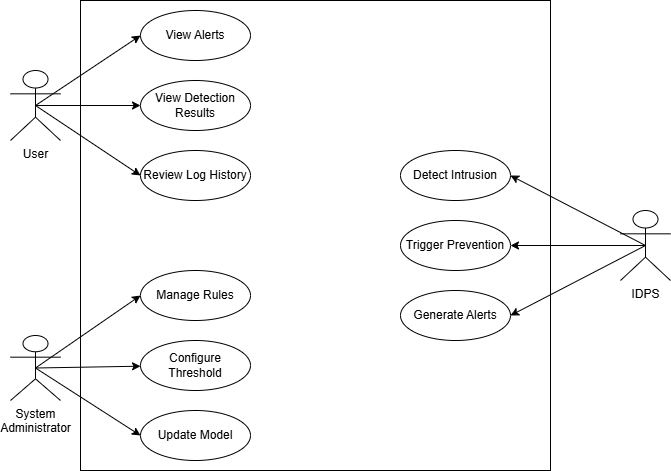 View Alerts
View Detection
Results
User
Review Log History
Detect Intrusion
Trigger Prevention
IDPS
Generate Alerts
Manage Rules
Configure
Threshold
System
Administrator
Update Model